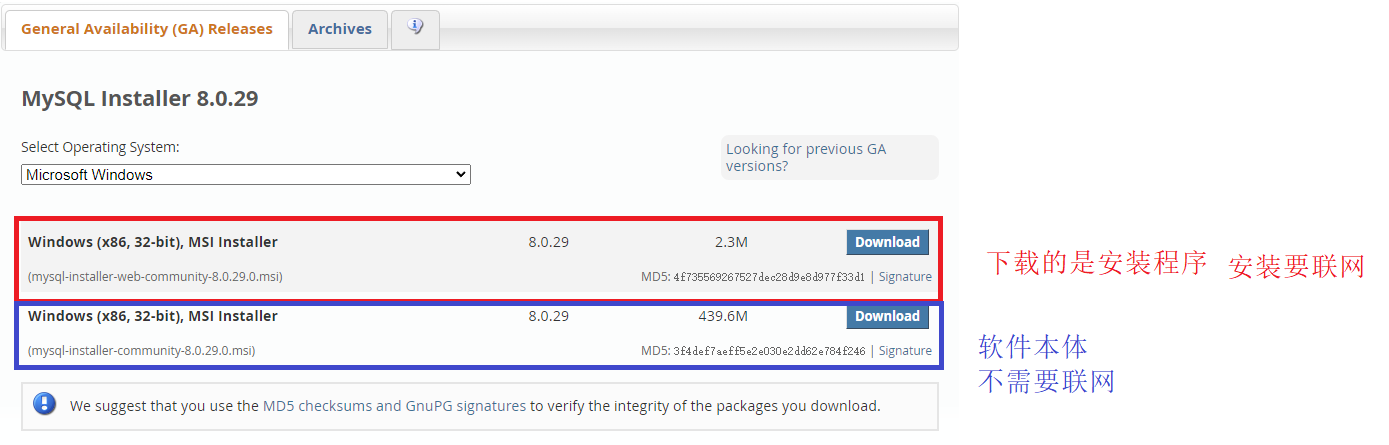 General Availability (GA) Releases
Archives
MySQL Installer 8.0.29
Select Operating System:
Microsoft Windows
Looking for previous GA
versions?
Windows (x86, 32-bit), MSI Installer 8.0.29 2.3M Download
(mysql-installer-web-community-8.0.29.0.msi) MD5: 4f735569267527dec28d9e8d977f33d1 | Signature
下载的是安装程序 安装要联网
Windows (x86, 32-bit), MSI Installer 8.0.29 439.6M Download
(mysql-installer-community-8.0.29.0.msi) MD5: 3f4def7aeff5e2e030e2dd62e784f246 | Signature
软件本体
不需要联网
We suggest that you use the MD5 checksums and GnuPG signatures to verify the integrity of the packages you download.